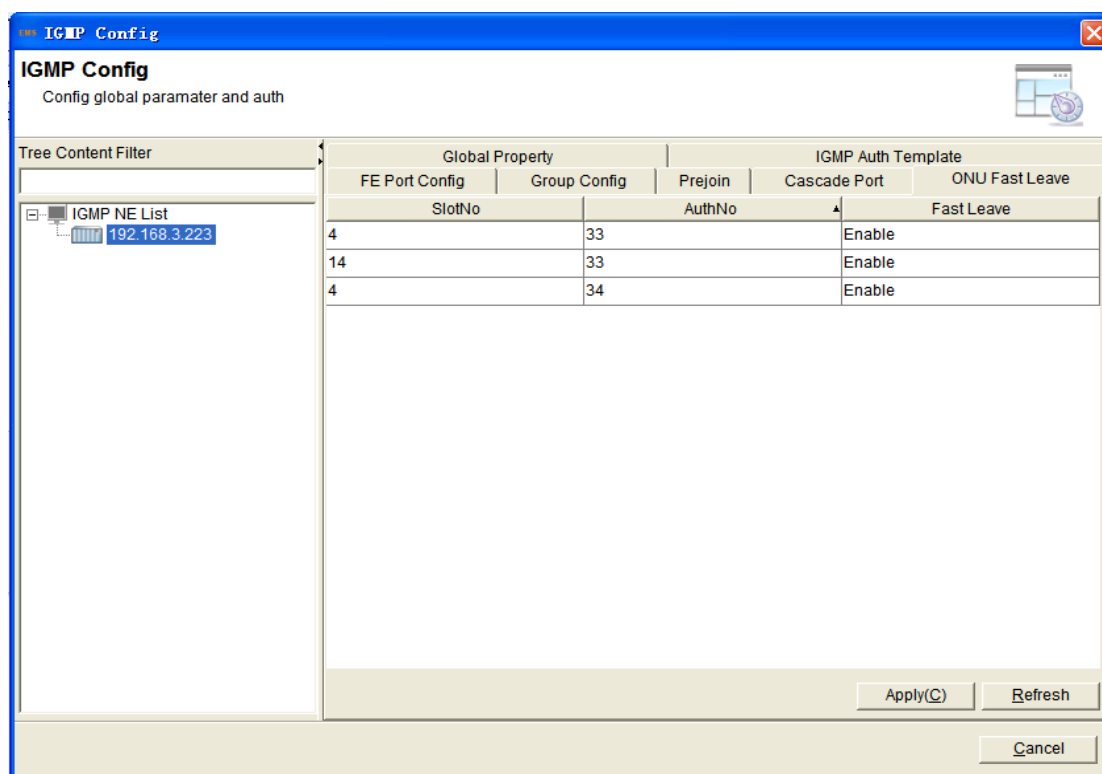 EMS IGMP Config
IGMP Config
Config global paramater and auth
Tree Content Filter
IGMP NE List
192.168.3.223
Global Property IGMP Auth Template
FE Port Config Group Config Prejoin Cascade Port ONU Fast Leave
SlotNo AuthNo Fast Leave
4 33 Enable
14 33 Enable
4 34 Enable
Apply(C) Refresh
Cancel